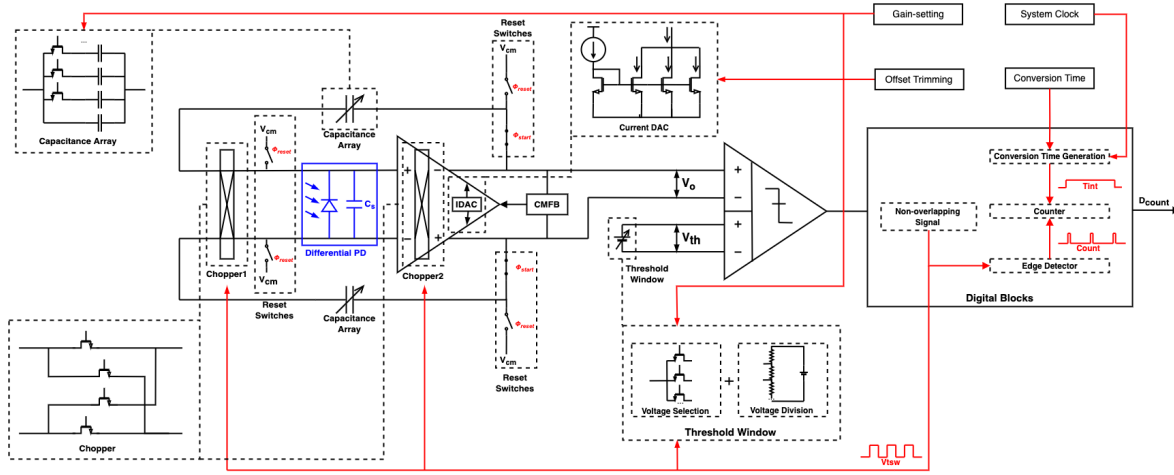 Gain-setting
System Clock
Offset Trimming
Conversion Time
...
Capacitance Array
Reset
Switches
Vcm
Φreset
Φstart
Current DAC
Capacitance
Array
Vcm
Φreset
Cs
Differential PD
Chopper1
Φreset
Vcm
Reset
Switches
+
−
−
+
IDAC
CMFB
Chopper2
Capacitance
Array
Φstart
Φreset
Vcm
Reset
Switches
Vo
Vth
+
−
+
−
Threshold
Window
Conversion Time Generation
Tint
Non-overlapping
Signal
Counter
Count
Edge Detector
Digital Blocks
Dcount
Chopper
...
Voltage Selection
+
...
Voltage Division
Threshold Window
Vtsw